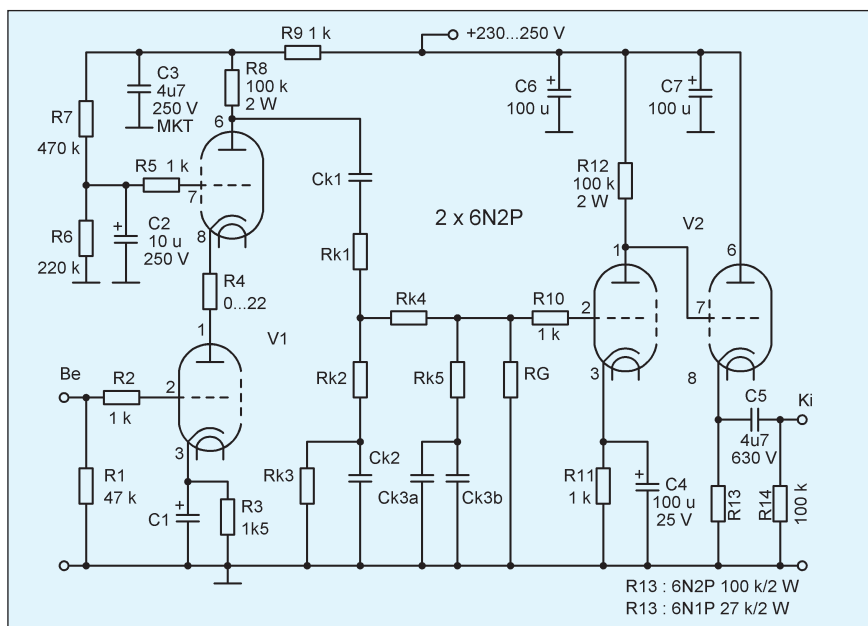 R9 1 k
+230...250 V
C3
4u7
250 V
MKT
R8
100 k
2 W
C6
100 u
C7
100 u
R7
470 k
6
R5 1 k
7
Ck1
R12
100 k
2 W
2 x 6N2P
V2
R6
220 k
C2
10 u
250 V
8
Rk1
1
6
R4
0...22
Rk4
R10
1 k
2
7
1
V1
Be
R2
1 k
2
Rk2
Rk5
RG
3
8
C5
4u7
630 V
Ki
3
R1
47 k
C1
R3
1k5
Rk3
Ck2
Ck3a
Ck3b
R11
1 k
C4
100 u
25 V
R13
R14
100 k
R13 : 6N2P 100 k/2 W
R13 : 6N1P 27 k/2 W